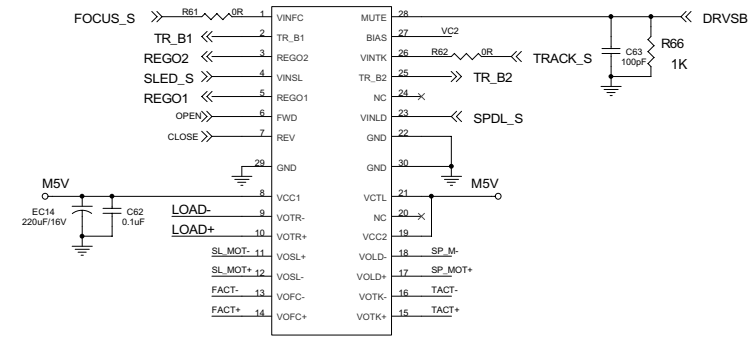 FOCUS_S R61 0R 1 VINFC MUTE 28 DRVSB
TR_B1 2 TR_B1 BIAS 27 VC2
REGO2 3 REGO2 VINTK 26 R62 0R TRACK_S C63 100pF R66 1K
SLED_S 4 VINSL TR_B2 25 TR_B2
REGO1 5 REGO1 NC 24
OPEN 6 FWD VINLD 23 SPDL_S
CLOSE 7 REV GND 22
29 GND GND 30
M5V 8 VCC1 VCTL 21 M5V
EC14 220uF/16V C62 0.1uF
LOAD- 9 VOTR- NC 20
LOAD+ 10 VOTR+ VCC2 19
SL_MOT- 11 VOSL+ VOLD- 18 SP_M-
SL_MOT+ 12 VOSL- VOLD+ 17 SP_MOT+
FACT- 13 VOFC- VOTK- 16 TACT-
FACT+ 14 VOFC+ VOTK+ 15 TACT+